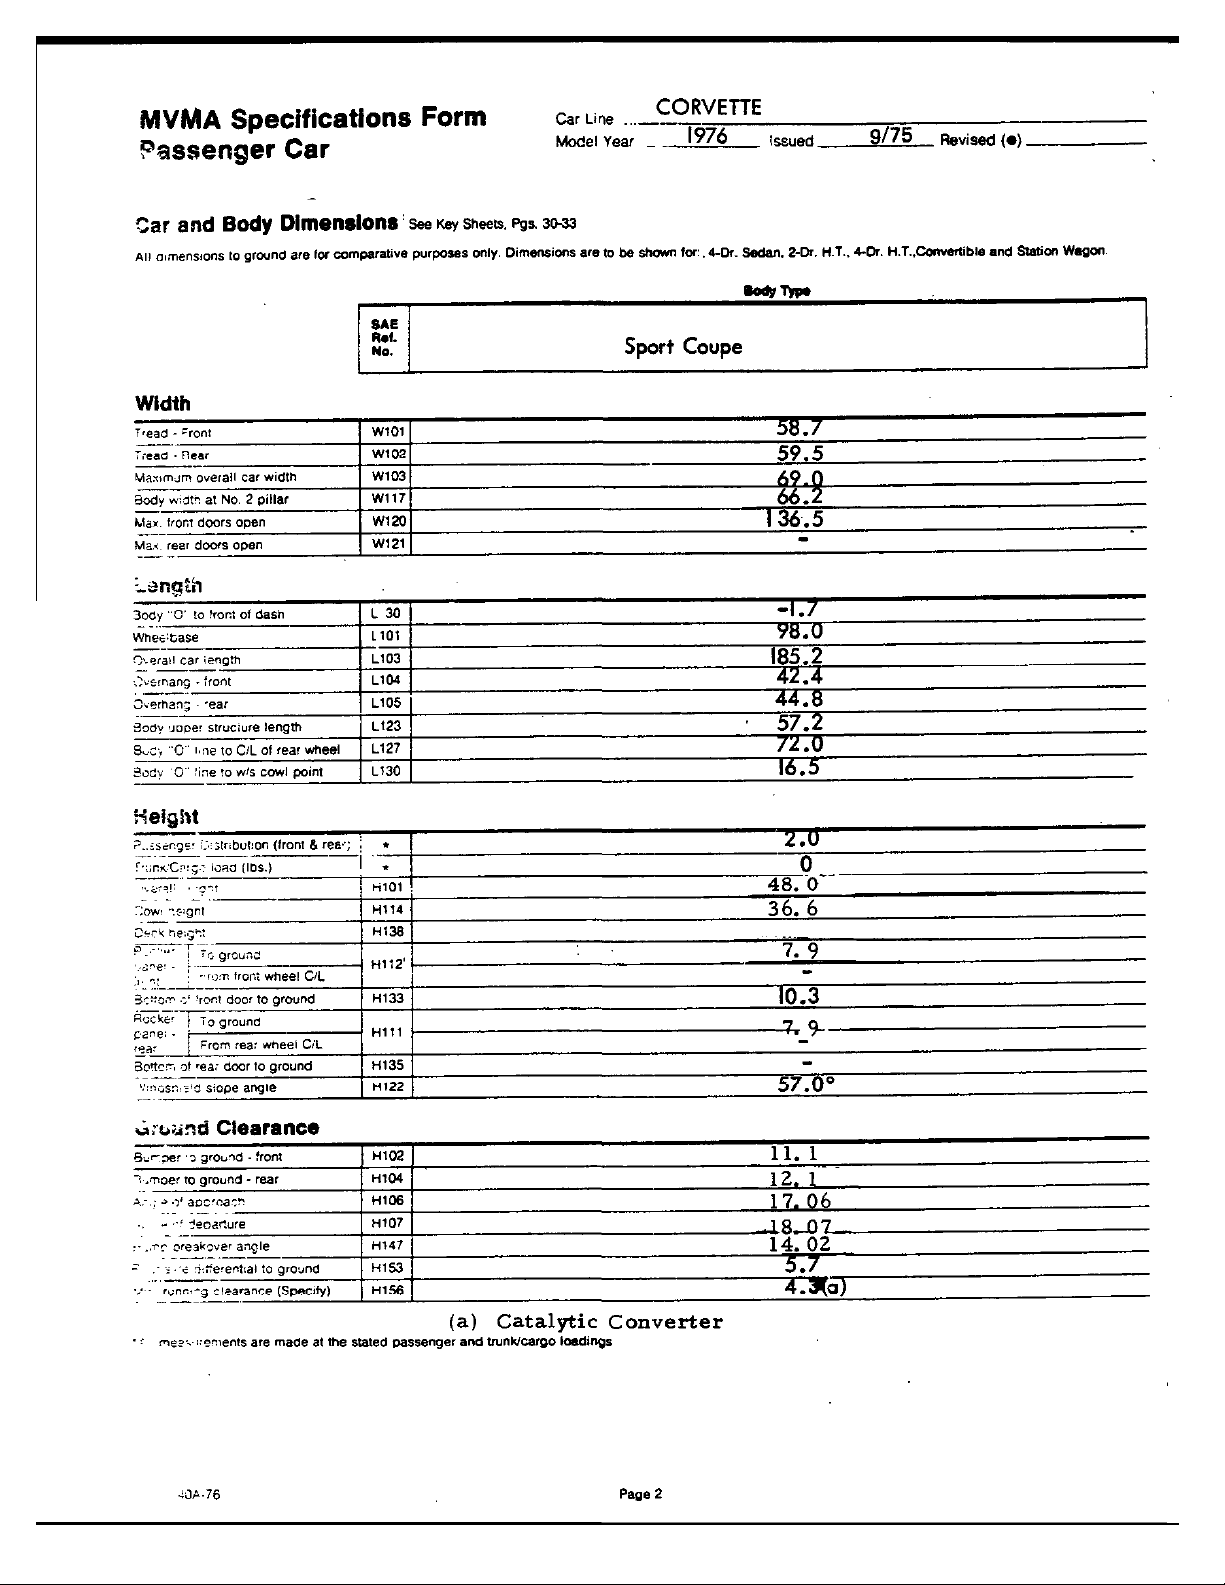 MVMA Specifications Form
Passenger Car
Car Line CORVETTE
Model Year 1976 Issued 9/75 Revised (•)
Car and Body Dimensions See Key Sheets, Pgs. 30-33
All dimensions to ground are for comparative purposes only. Dimensions are to be shown for: , 4-Dr. Sedan, 2-Dr. H.T., 4-Dr. H.T.,Convertible and Station Wagon.
Body Type
SAE Ref. No. Sport Coupe
Width
Tread - Front W101 58.7
Tread - Rear W102 59.5
Maximum overall car width W103 69.0
Body width at No. 2 pillar W117 66.2
Max. front doors open W120 136.5
Max. rear doors open W121 -
Length
Body "O" to front of dash L 30 -1.7
Wheelbase L101 98.0
Overall car length L103 185.2
Overhang - front L104 42.4
Overhang - rear L105 44.8
Body upper structure length L123 57.2
Body "O" line to C/L of rear wheel L127 72.0
Body "O" line to w/s cowl point L130 16.5
Height
Passenger Distribution (front & rear) * 2.0
Trunk/Cargo load (lbs.) * 0
Overall height H101 48.0
Cowl height H114 36.6
Deck height H138
Rocker panel - front To ground H112' 7.9
From front wheel C/L -
Bottom of front door to ground H133 10.3
Rocker panel - rear To ground H111 7.9
From rear wheel C/L -
Bottom of rear door to ground H135 -
Windshield slope angle H122 57.0°
Ground Clearance
Bumper to ground - front H102 11.1
Bumper to ground - rear H104 12.1
Angle of approach H106 17.06
of departure H107 18.07
breakover angle H147 14.02
differential to ground H153 5.7
running clearance (Specify) H156 4.3(a)
(a) Catalytic Converter
measurements are made at the stated passenger and trunk/cargo loadings
40A-76
Page 2